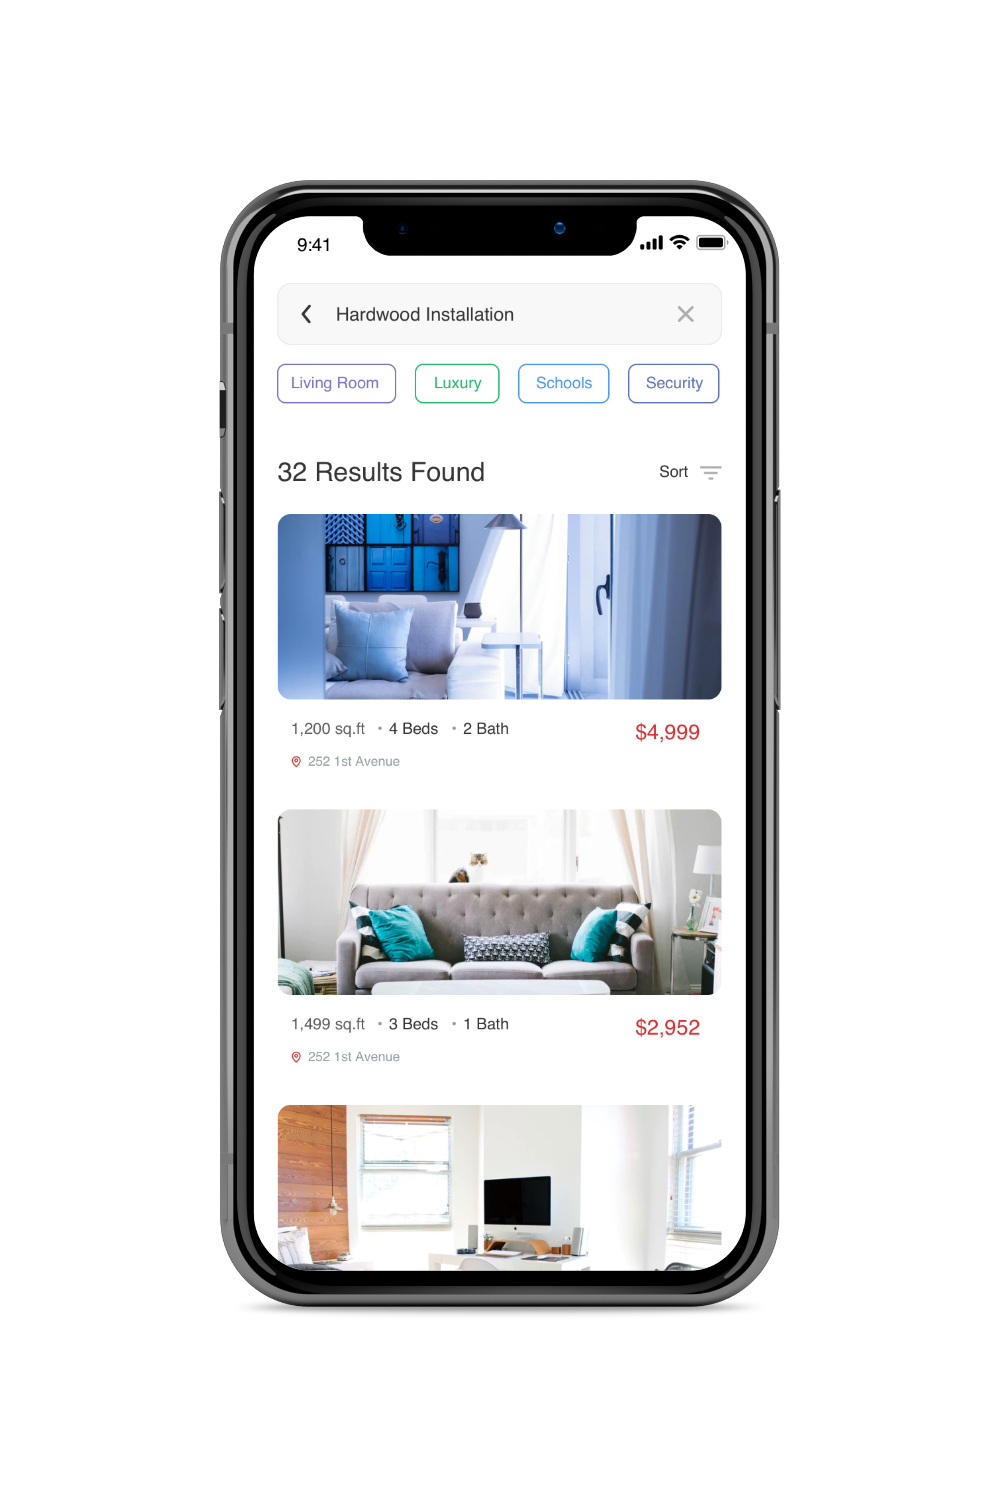 9:41
Hardwood Installation
Living Room Luxury Schools Security
32 Results Found Sort
1,200 sq.ft • 4 Beds • 2 Bath $4,999
252 1st Avenue
1,499 sq.ft • 3 Beds • 1 Bath $2,952
252 1st Avenue